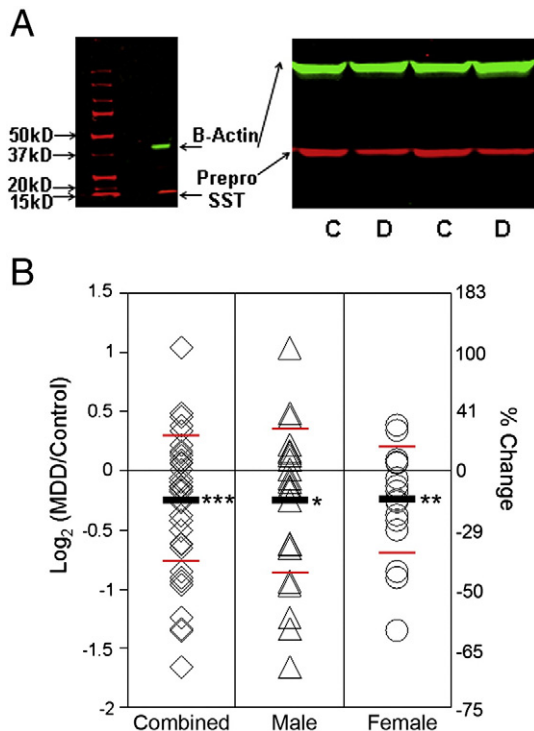 A
50kD
37kD
20kD
15kD
B-Actin
Prepro
SST
C D C D
B
Log2 (MDD/Control)
1.5
1
0.5
0
-0.5
-1
-1.5
-2
***
*
**
183
100
41
0
-29
-50
-65
-75
% Change
Combined Male Female